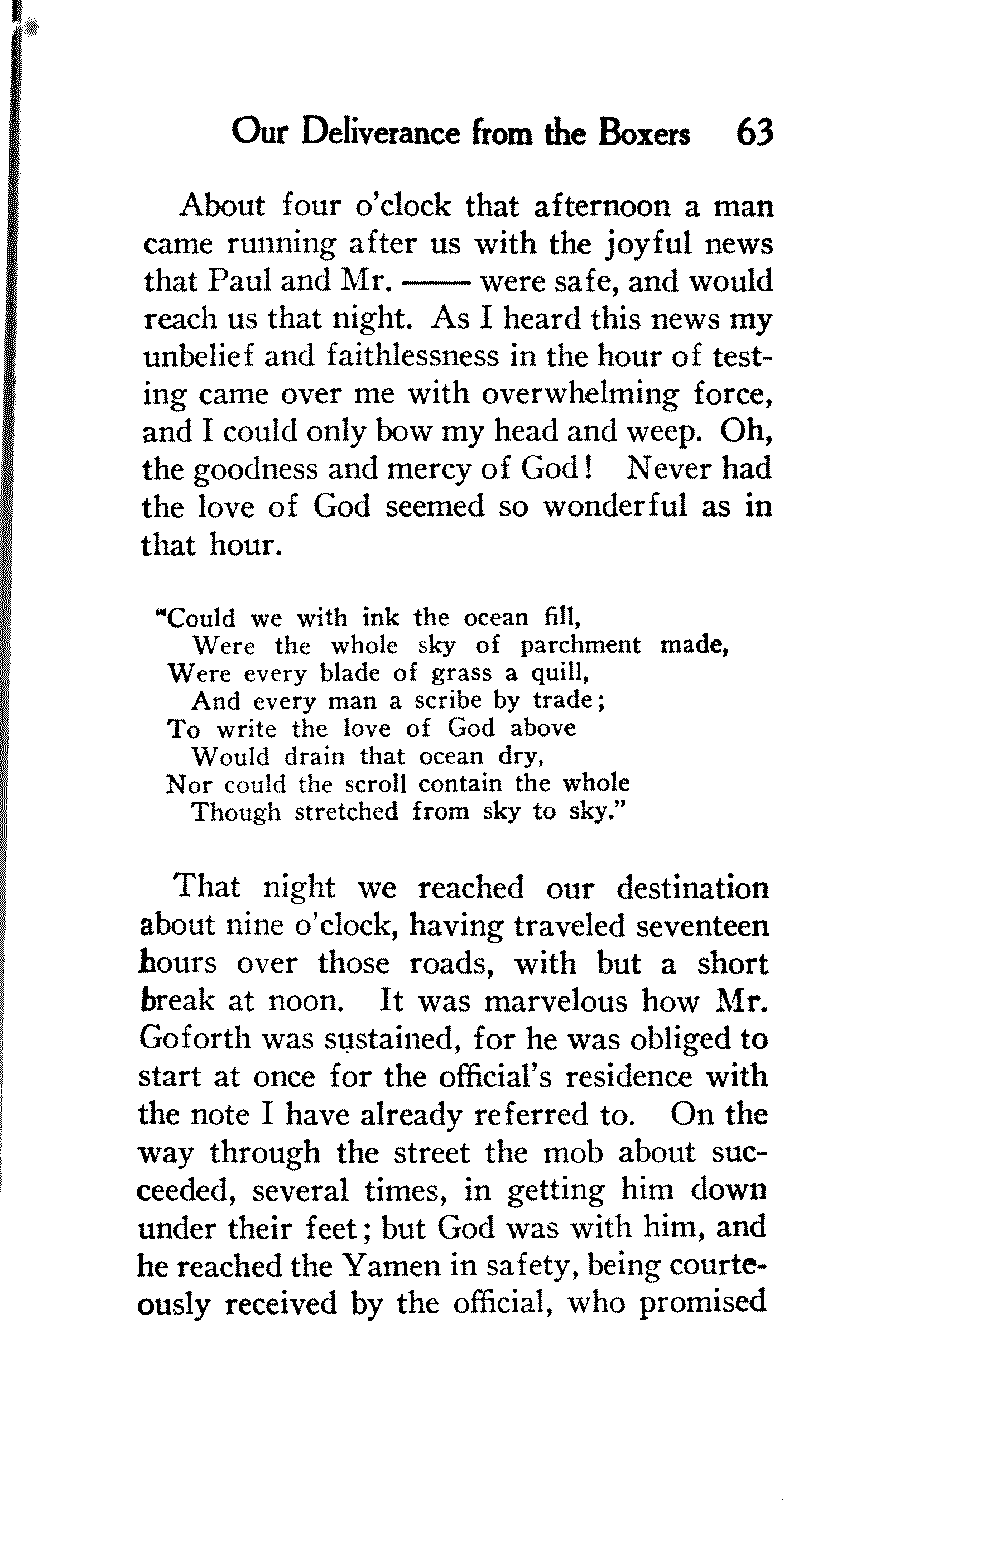 Our Deliverance from the Boxers 63
About four o'clock that afternoon a man
came running after us with the joyful news
that Paul and Mr. —— were safe, and would
reach us that night. As I heard this news my
unbelief and faithlessness in the hour of test-
ing came over me with overwhelming force,
and I could only bow my head and weep. Oh,
the goodness and mercy of God! Never had
the love of God seemed so wonderful as in
that hour.
"Could we with ink the ocean fill,
Were the whole sky of parchment made,
Were every blade of grass a quill,
And every man a scribe by trade;
To write the love of God above
Would drain that ocean dry,
Nor could the scroll contain the whole
Though stretched from sky to sky."
That night we reached our destination
about nine o'clock, having traveled seventeen
hours over those roads, with but a short
break at noon. It was marvelous how Mr.
Goforth was sustained, for he was obliged to
start at once for the official's residence with
the note I have already referred to. On the
way through the street the mob about suc-
ceeded, several times, in getting him down
under their feet; but God was with him, and
he reached the Yamen in safety, being courte-
ously received by the official, who promised